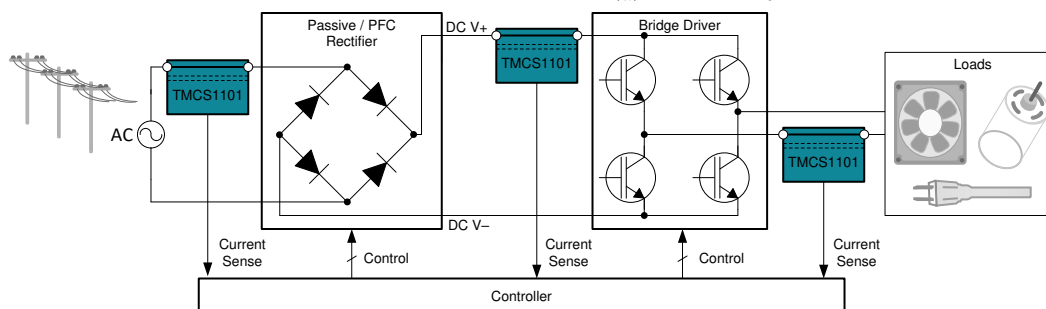 Passive / PFC
Rectifier
DC V+
Bridge Driver
Loads
TMCS1101
TMCS1101
AC
TMCS1101
DC V–
Current
Sense
Control
Current
Sense
Control
Current
Sense
Controller